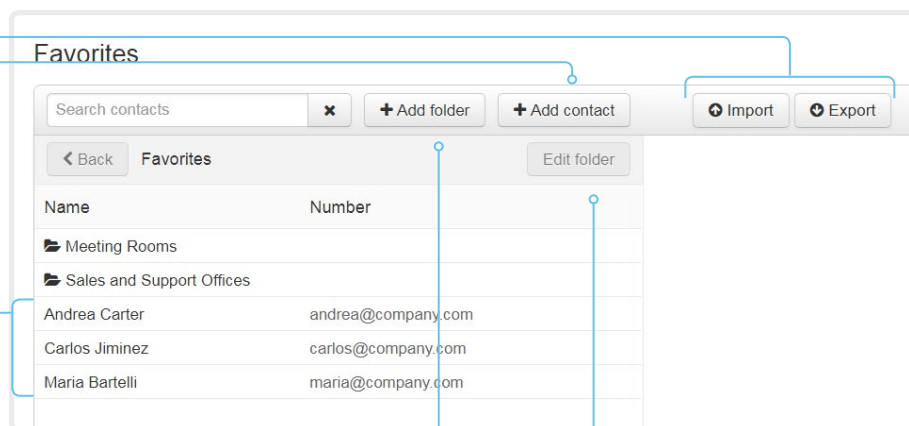 Favorites
Search contacts Add folder Add contact Import Export
Back Favorites Edit folder
Name Number
Meeting Rooms
Sales and Support Offices
Andrea Carter andrea@company.com
Carlos Jiminez carlos@company.com
Maria Bartelli maria@company.com